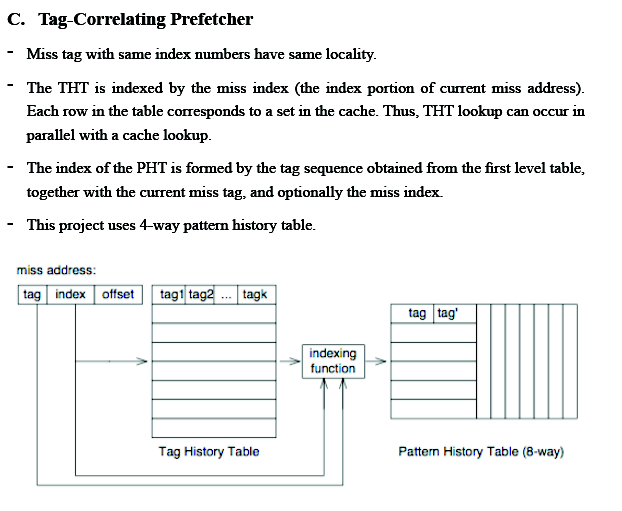 C. Tag-Correlating Prefetcher
- Miss tag with same index numbers have same locality.
- The THT is indexed by the miss index (the index portion of current miss address).
Each row in the table corresponds to a set in the cache. Thus, THT lookup can occur in
parallel with a cache lookup.
- The index of the PHT is formed by the tag sequence obtained from the first level table,
together with the current miss tag, and optionally the miss index.
- This project uses 4-way pattern history table.
miss address:
tag index offset
tag1 tag2 ... tagk
tag tag'
indexing
function
Tag History Table
Pattern History Table (8-way)